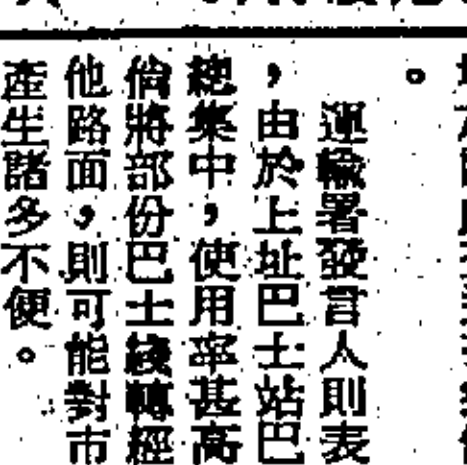 。
運輸署發言人則表
，由於上址巴士站巴
總集中，使用率甚高
倘將部份巴士綫轉經
他路面，則可能對市
產生諸多不便。